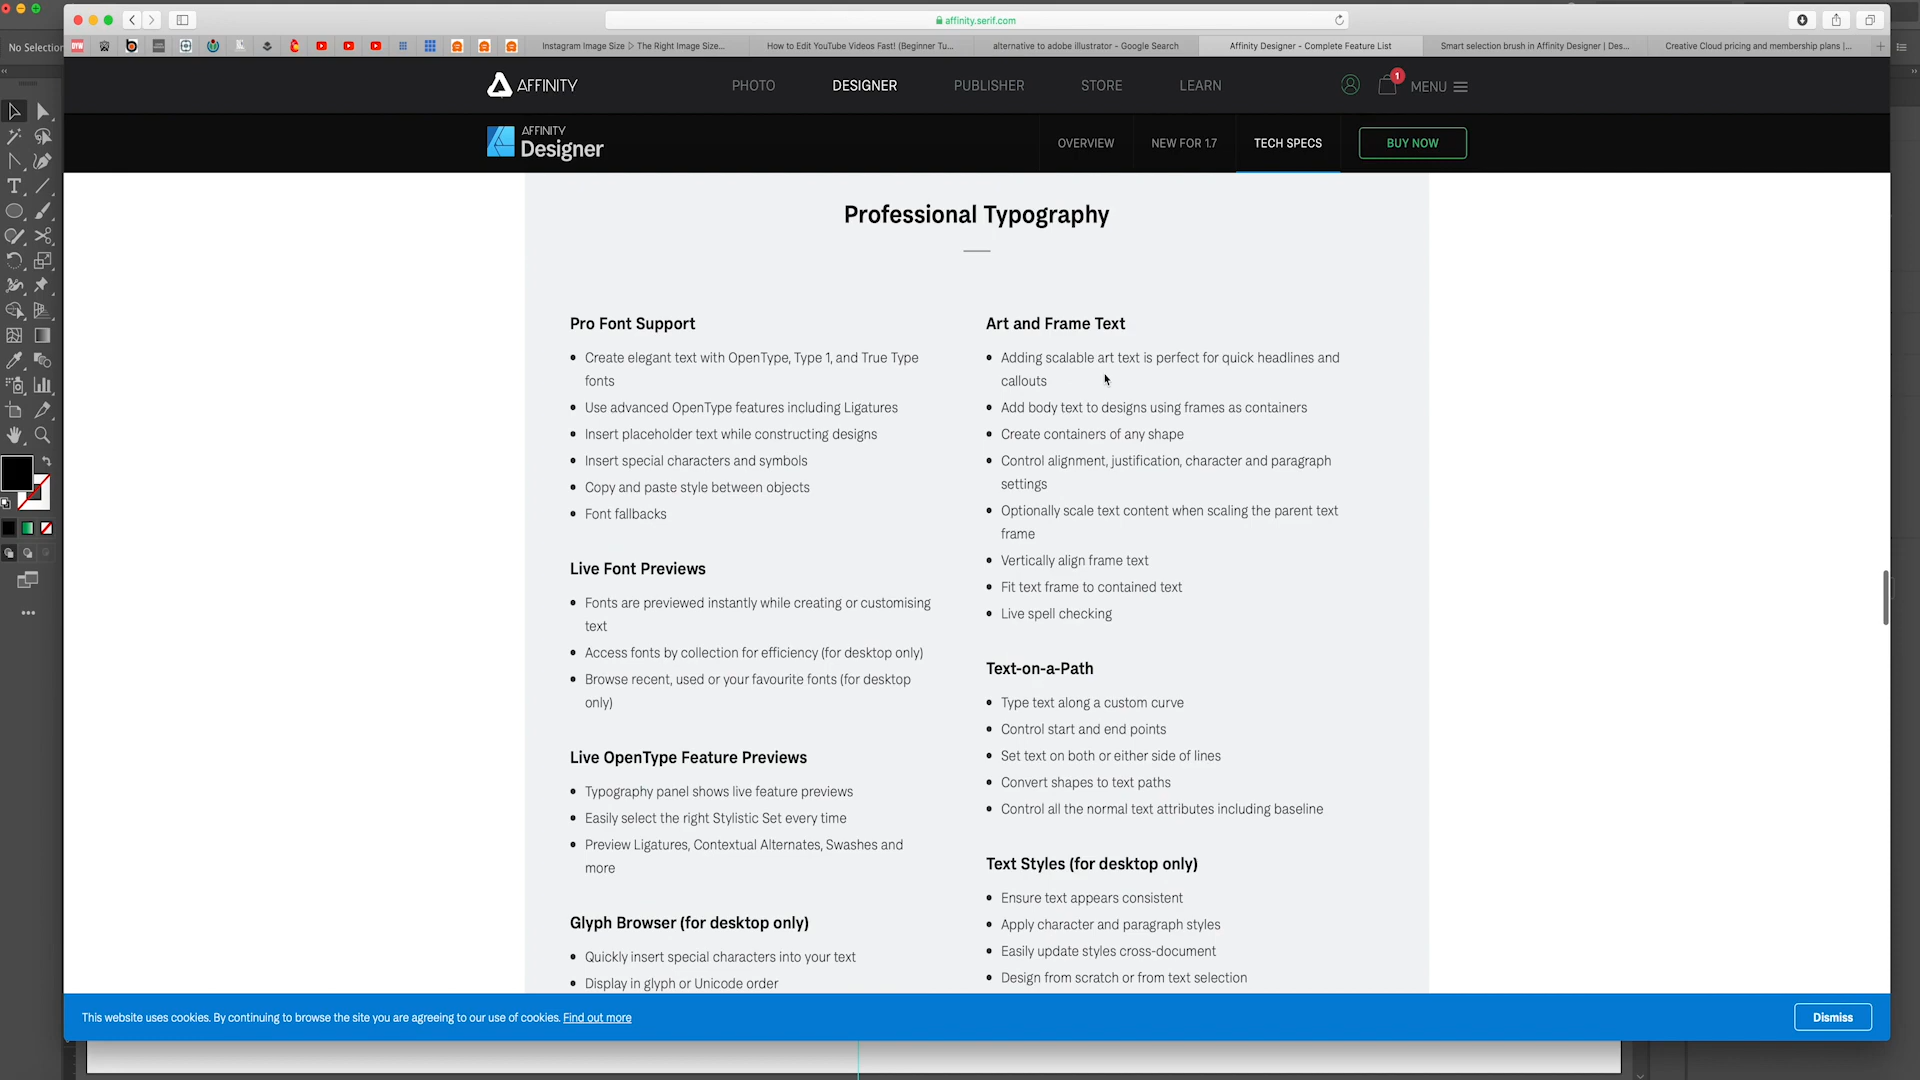 No Selection
affinity.serif.com
Instagram Image Size ▷ The Right Image Size...
How to Edit YouTube Videos Fast! (Beginner Tu...
alternative to adobe illustrator - Google Search
Affinity Designer - Complete Feature List
Smart selection brush in Affinity Designer | Des...
Creative Cloud pricing and membership plans |...
AFFINITY
PHOTO
DESIGNER
PUBLISHER
STORE
LEARN
1
MENU
AFFINITY
Designer
OVERVIEW
NEW FOR 1.7
TECH SPECS
BUY NOW
Professional Typography
Pro Font Support
• Create elegant text with OpenType, Type 1, and True Type
fonts
• Use advanced OpenType features including Ligatures
• Insert placeholder text while constructing designs
• Insert special characters and symbols
• Copy and paste style between objects
• Font fallbacks
Live Font Previews
• Fonts are previewed instantly while creating or customising
text
• Access fonts by collection for efficiency (for desktop only)
• Browse recent, used or your favourite fonts (for desktop
only)
Live OpenType Feature Previews
• Typography panel shows live feature previews
• Easily select the right Stylistic Set every time
• Preview Ligatures, Contextual Alternates, Swashes and
more
Glyph Browser (for desktop only)
• Quickly insert special characters into your text
• Display in glyph or Unicode order
Art and Frame Text
• Adding scalable art text is perfect for quick headlines and
callouts
• Add body text to designs using frames as containers
• Create containers of any shape
• Control alignment, justification, character and paragraph
settings
• Optionally scale text content when scaling the parent text
frame
• Vertically align frame text
• Fit text frame to contained text
• Live spell checking
Text-on-a-Path
• Type text along a custom curve
• Control start and end points
• Set text on both or either side of lines
• Convert shapes to text paths
• Control all the normal text attributes including baseline
Text Styles (for desktop only)
• Ensure text appears consistent
• Apply character and paragraph styles
• Easily update styles cross-document
• Design from scratch or from text selection
This website uses cookies. By continuing to browse the site you are agreeing to our use of cookies. Find out more
Dismiss